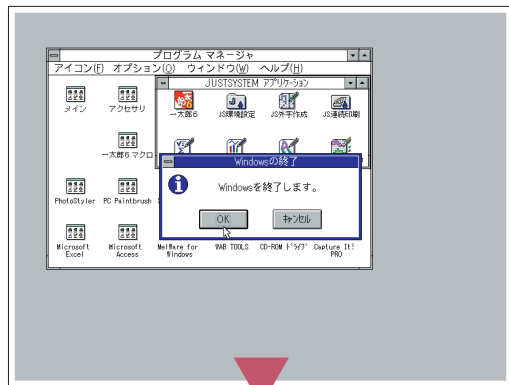 プログラム マネージャ
アイコン(F) オプション(O) ウィンドウ(W) ヘルプ(H)
JUSTSYSTEM アプリケーション
メイン
アクセサリ
一太郎6
JS環境設定
JS外字作成
JS連続印刷
一太郎6 マクロ
Windowsの終了
Windowsを終了します。
OK
キャンセル
PhotoStyler
PC Paintbrush
Microsoft
Excel
Microsoft
Access
MelWare for
Windows
WAB TOOLS
CD-ROM ドライブ
Capture It!
PRO